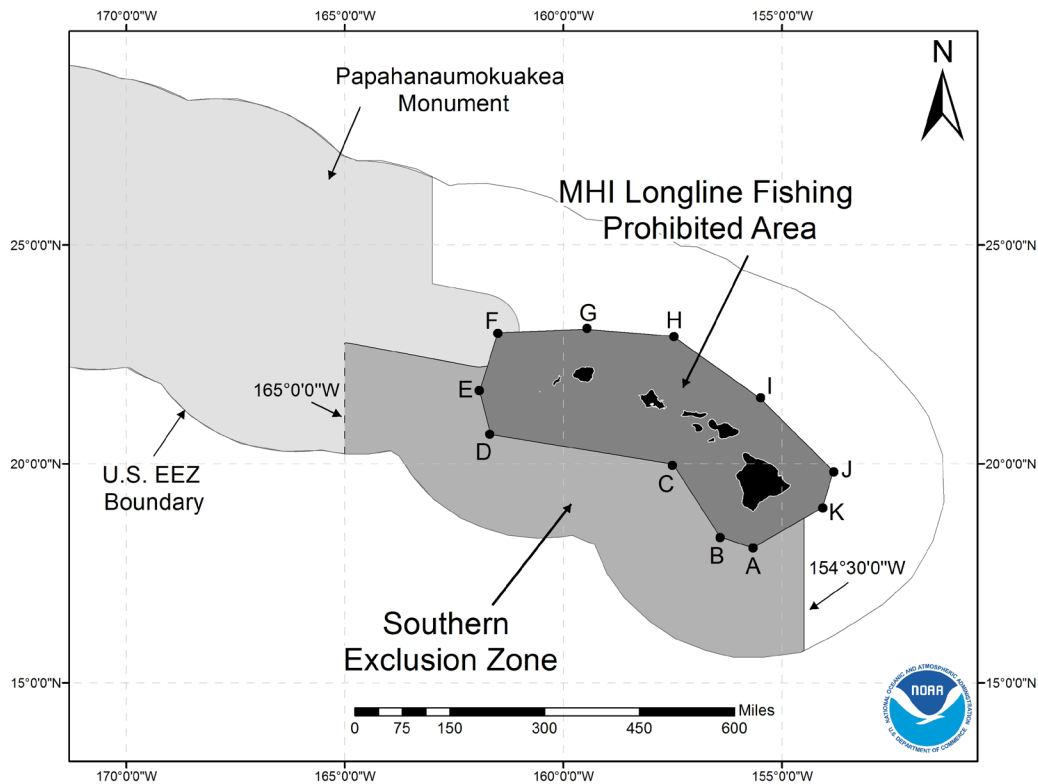 170°0'0"W 165°0'0"W 160°0'0"W 155°0'0"W
N
Papahanaumokuakea
Monument
MHI Longline Fishing
Prohibited Area
25°0'0"N 25°0'0"N
F
G
H
E
I
165°0'0"W
D
20°0'0"N 20°0'0"N
C
J
U.S. EEZ
Boundary
K
B
A
154°30'0"W
Southern
Exclusion Zone
15°0'0"N 15°0'0"N
Miles
0 75 150 300 450 600
NATIONAL OCEANIC AND ATMOSPHERIC ADMINISTRATION
NOAA
U.S. DEPARTMENT OF COMMERCE
170°0'0"W 165°0'0"W 160°0'0"W 155°0'0"W